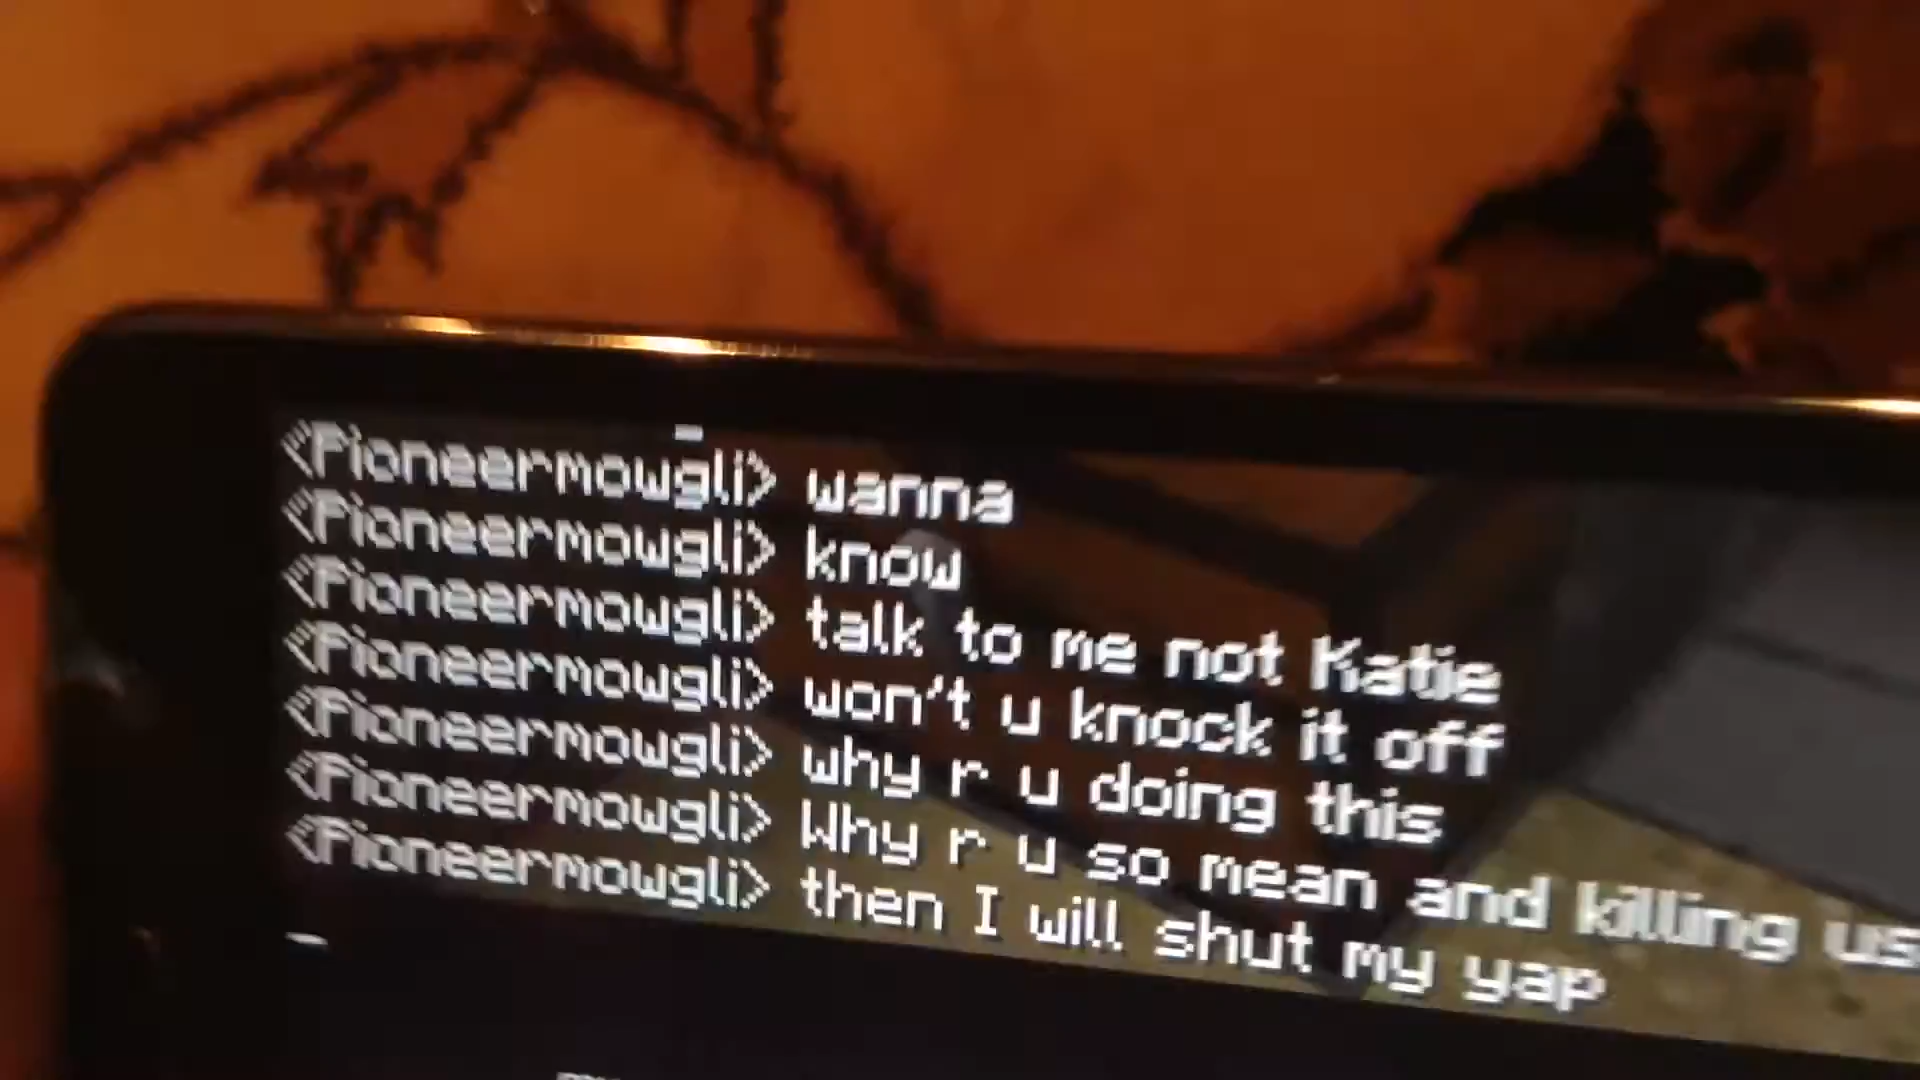 <Pioneermowgli> wanna
<Pioneermowgli> know
<Pioneermowgli> talk to me not Katie
<Pioneermowgli> won't u knock it off
<Pioneermowgli> why r u doing this
<Pioneermowgli> Why r u so mean and killing us
<Pioneermowgli> then I will shut my yap